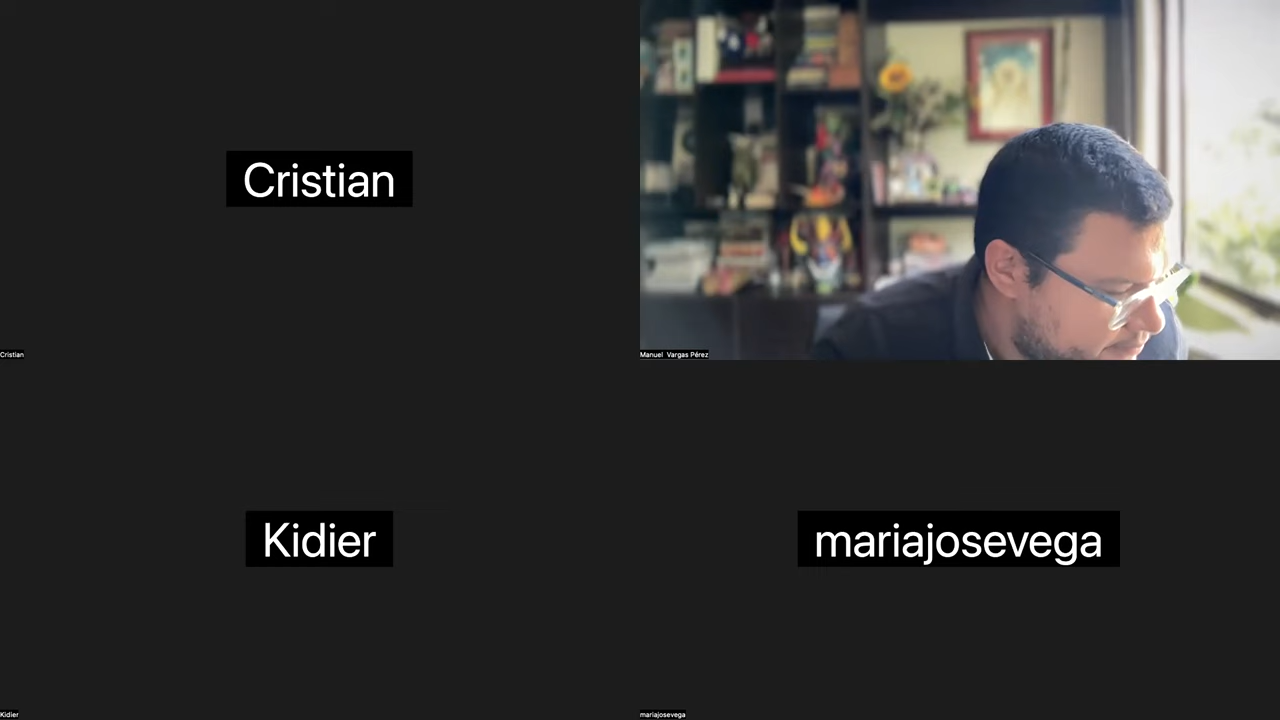 Cristian
Cristian
Manuel Vargas Pérez
Kidier
mariajosevega
Kidier
mariajosevega